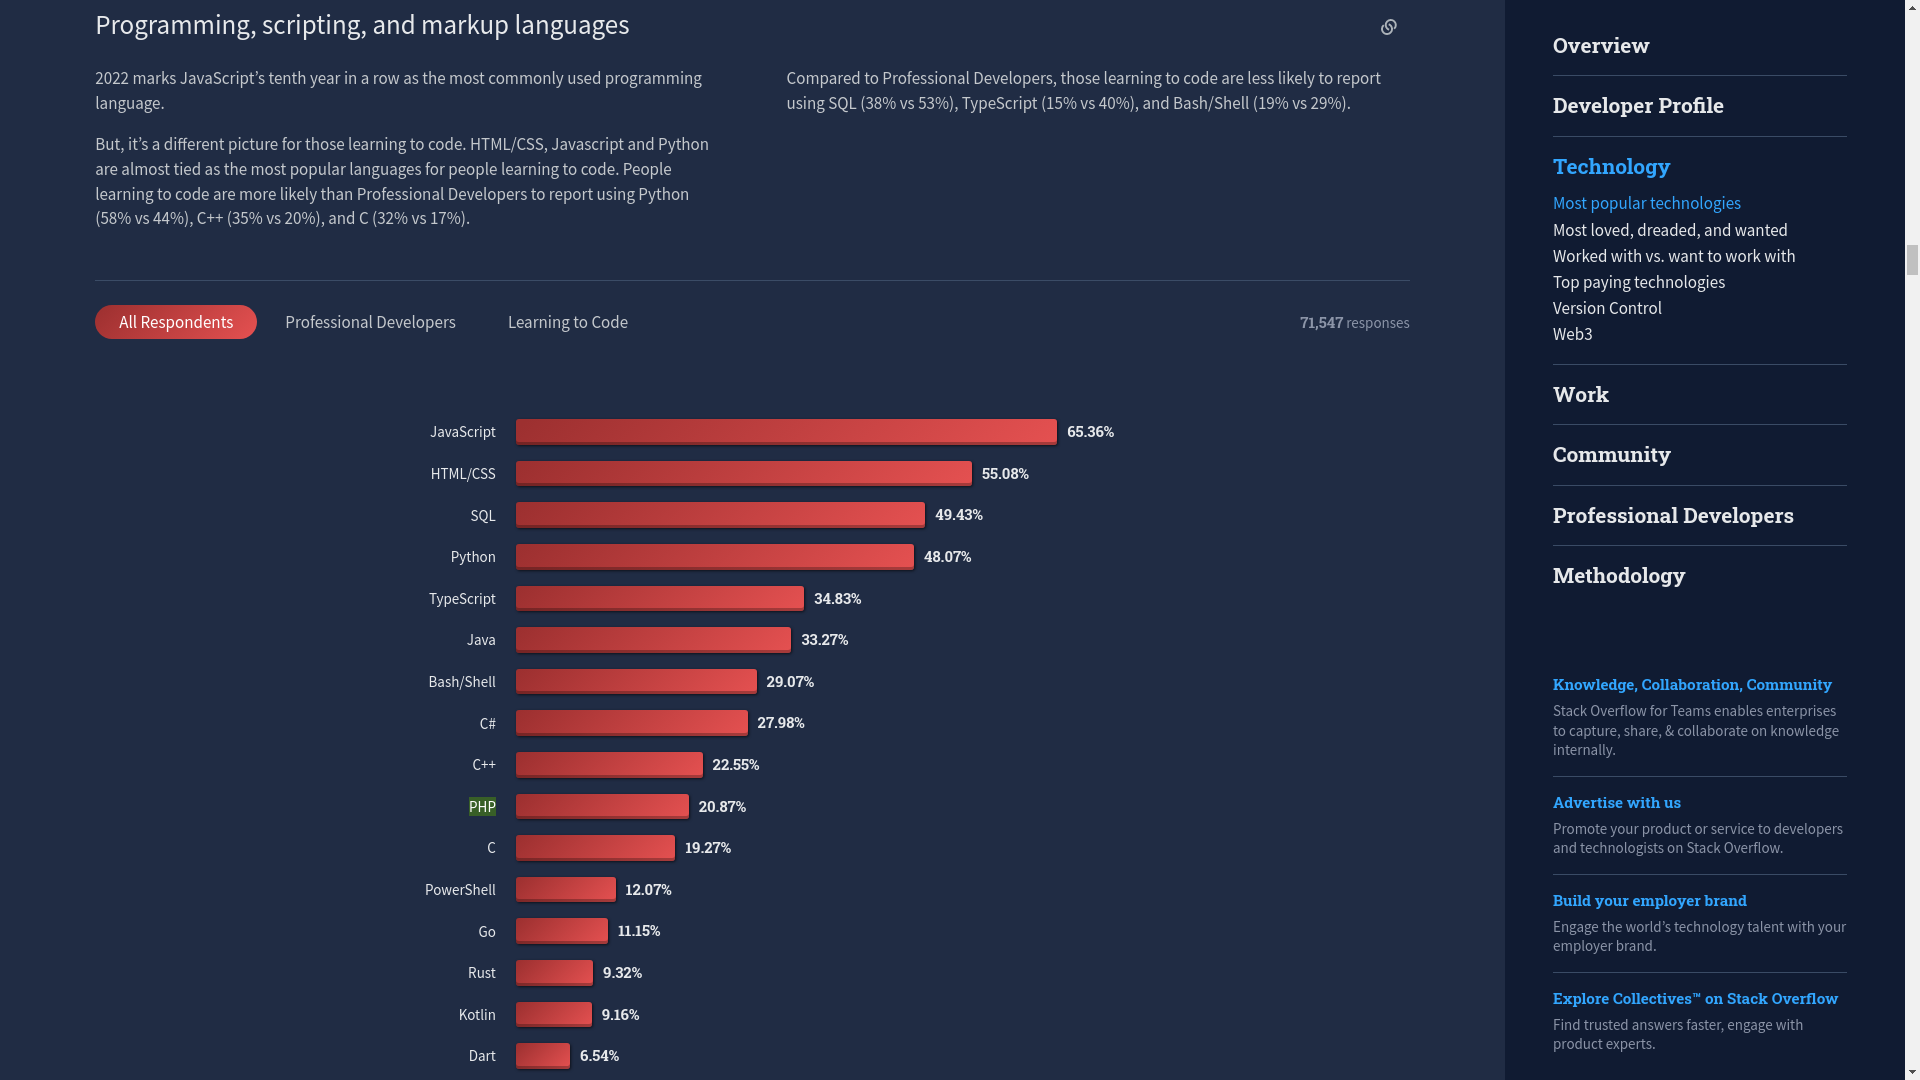 Programming, scripting, and markup languages
2022 marks JavaScript’s tenth year in a row as the most commonly used programming
language.
But, it’s a different picture for those learning to code. HTML/CSS, Javascript and Python
are almost tied as the most popular languages for people learning to code. People
learning to code are more likely than Professional Developers to report using Python
(58% vs 44%), C++ (35% vs 20%), and C (32% vs 17%).
Compared to Professional Developers, those learning to code are less likely to report
using SQL (38% vs 53%), TypeScript (15% vs 40%), and Bash/Shell (19% vs 29%).
All Respondents Professional Developers Learning to Code 71,547 responses
JavaScript 65.36%
HTML/CSS 55.08%
SQL 49.43%
Python 48.07%
TypeScript 34.83%
Java 33.27%
Bash/Shell 29.07%
C# 27.98%
C++ 22.55%
PHP 20.87%
C 19.27%
PowerShell 12.07%
Go 11.15%
Rust 9.32%
Kotlin 9.16%
Dart 6.54%
Overview
Developer Profile
Technology
Most popular technologies
Most loved, dreaded, and wanted
Worked with vs. want to work with
Top paying technologies
Version Control
Web3
Work
Community
Professional Developers
Methodology
Knowledge, Collaboration, Community
Stack Overflow for Teams enables enterprises
to capture, share, & collaborate on knowledge
internally.
Advertise with us
Promote your product or service to developers
and technologists on Stack Overflow.
Build your employer brand
Engage the world’s technology talent with your
employer brand.
Explore Collectives™ on Stack Overflow
Find trusted answers faster, engage with
product experts.